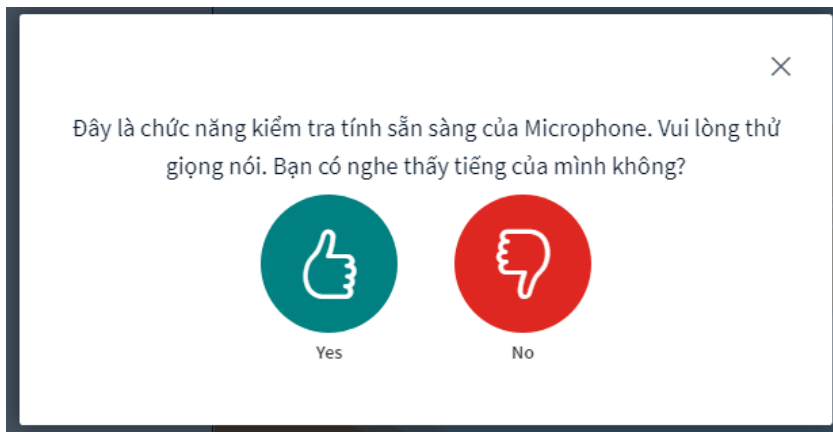 Đây là chức năng kiểm tra tính sẵn sàng của Microphone. Vui lòng thử
giọng nói. Bạn có nghe thấy tiếng của mình không?
Yes
No